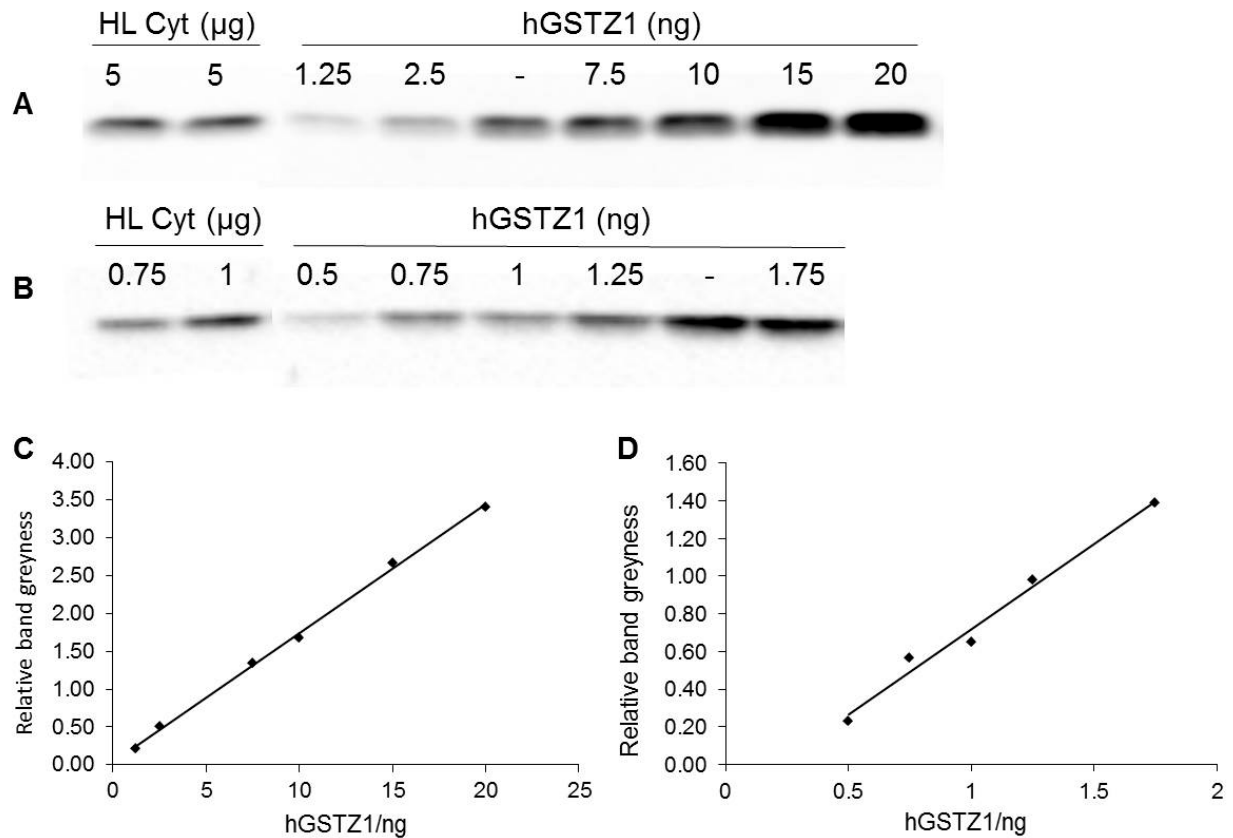 HL Cyt (µg) hGSTZ1 (ng)
5 5 1.25 2.5 - 7.5 10 15 20
A
HL Cyt (µg) hGSTZ1 (ng)
0.75 1 0.5 0.75 1 1.25 - 1.75
B
C
4.00
3.50
3.00
2.50
2.00
1.50
1.00
0.50
0.00
Relative band greyness
0 5 10 15 20 25
hGSTZ1/ng
D
1.60
1.40
1.20
1.00
0.80
0.60
0.40
0.20
0.00
Relative band greyness
0 0.5 1 1.5 2
hGSTZ1/ng